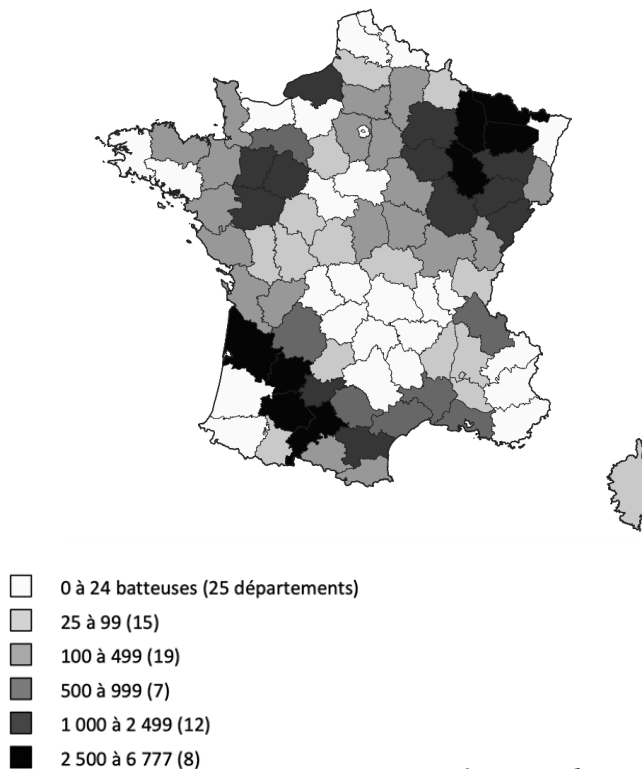 0 à 24 batteuses (25 départements)
25 à 99 (15)
100 à 499 (19)
500 à 999 (7)
1 000 à 2 499 (12)
2 500 à 6 777 (8)